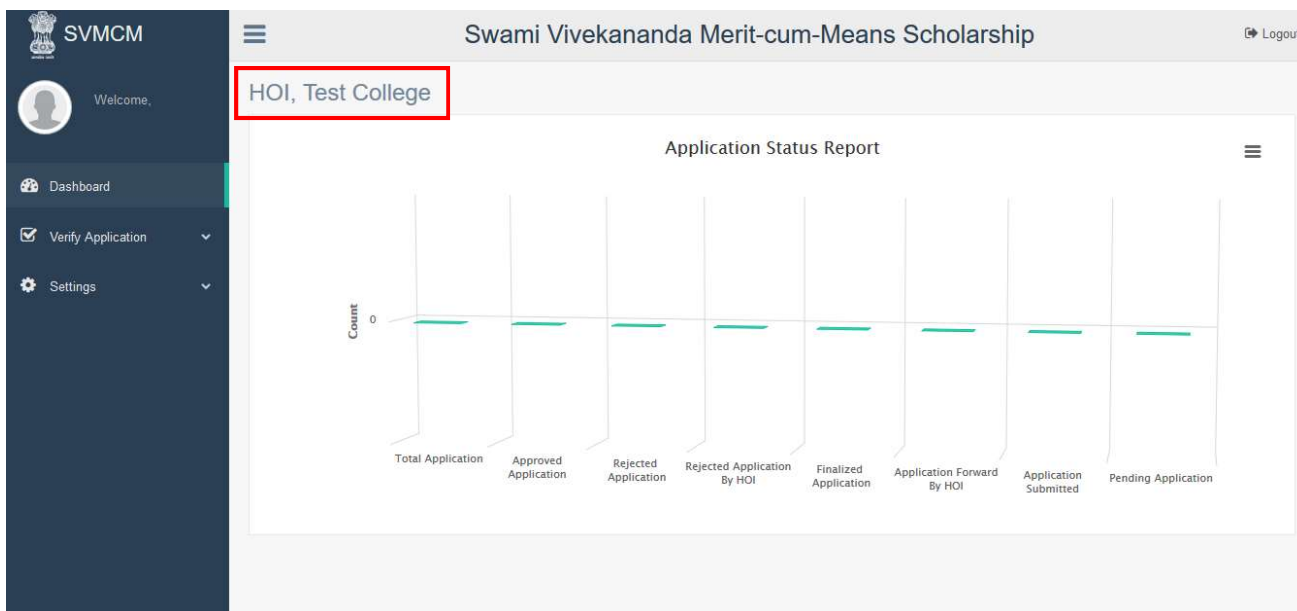 SVMCM
Swami Vivekananda Merit-cum-Means Scholarship
Logou
Welcome,
HOI, Test College
Application Status Report
Dashboard
Verify Application
Settings
Count
0
Total Application
Approved
Application
Rejected
Application
Rejected Application
By HOI
Finalized
Application
Application Forward
By HOI
Application
Submitted
Pending Application